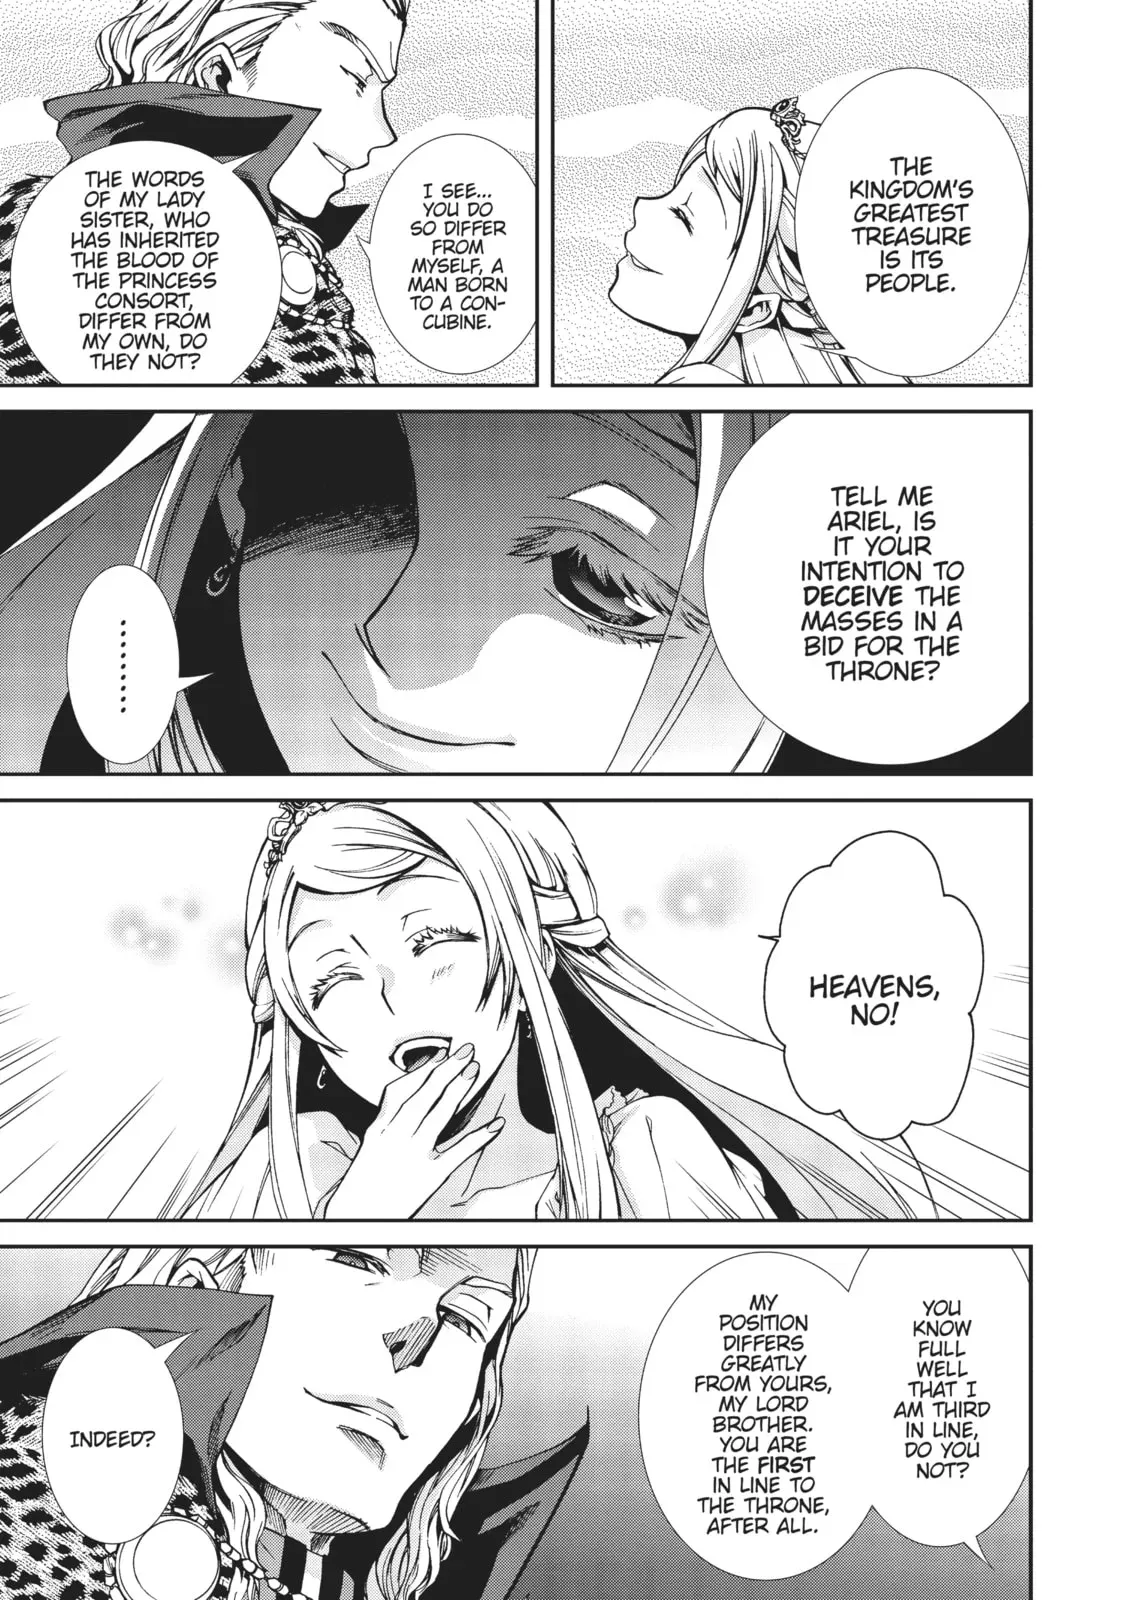 THE
KINGDOM'S
GREATEST
TREASURE
IS ITS
PEOPLE.
I SEE...
YOU DO
SO DIFFER
FROM
MYSELF, A
MAN BORN
TO A CON-
CUBINE.
THE WORDS
OF MY LADY
SISTER, WHO
HAS INHERITED
THE BLOOD OF
THE PRINCESS
CONSORT,
DIFFER FROM
MY OWN, DO
THEY NOT?
TELL ME
ARIEL, IS
IT YOUR
INTENTION TO
DECEIVE THE
MASSES IN A
BID FOR THE
THRONE?
........
HEAVENS,
NO!
YOU
KNOW
FULL
WELL
THAT I
AM THIRD
IN LINE,
DO YOU
NOT?
MY
POSITION
DIFFERS
GREATLY
FROM YOURS,
MY LORD
BROTHER.
YOU ARE
THE FIRST
IN LINE TO
THE THRONE,
AFTER ALL.
INDEED?